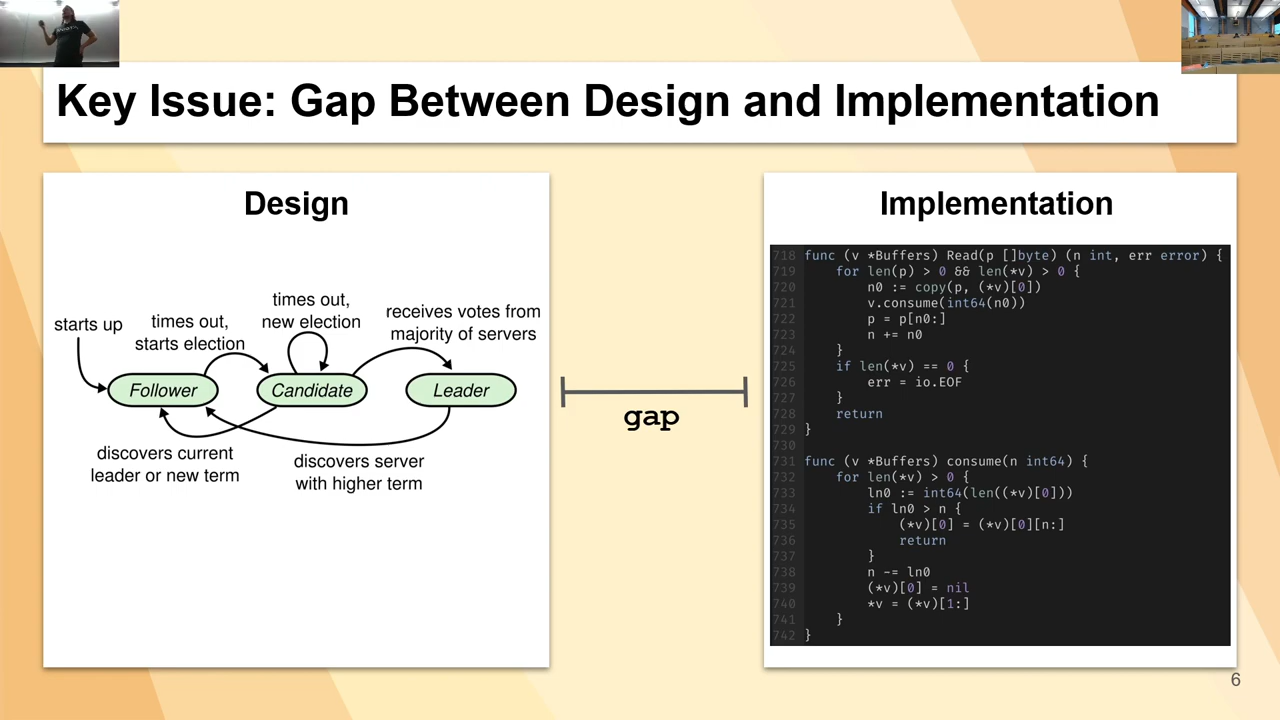 Key Issue: Gap Between Design and Implementation
Design
starts up
times out,
starts election
times out,
new election
receives votes from
majority of servers
Follower
Candidate
Leader
discovers current
leader or new term
discovers server
with higher term
gap
Implementation
718 func (v *Buffers) Read(p []byte) (n int, err error) {
719     for len(p) > 0 && len(*v) > 0 {
720         n0 := copy(p, (*v)[0])
721         v.consume(int64(n0))
722         p = p[n0:]
723         n += n0
724     }
725     if len(*v) == 0 {
726         err = io.EOF
727     }
728     return
729 }
730
731 func (v *Buffers) consume(n int64) {
732     for len(*v) > 0 {
733         ln0 := int64(len((*v)[0]))
734         if ln0 > n {
735             (*v)[0] = (*v)[0][n:]
736             return
737         }
738         n -= ln0
739         (*v)[0] = nil
740         *v = (*v)[1:]
741     }
742 }
6